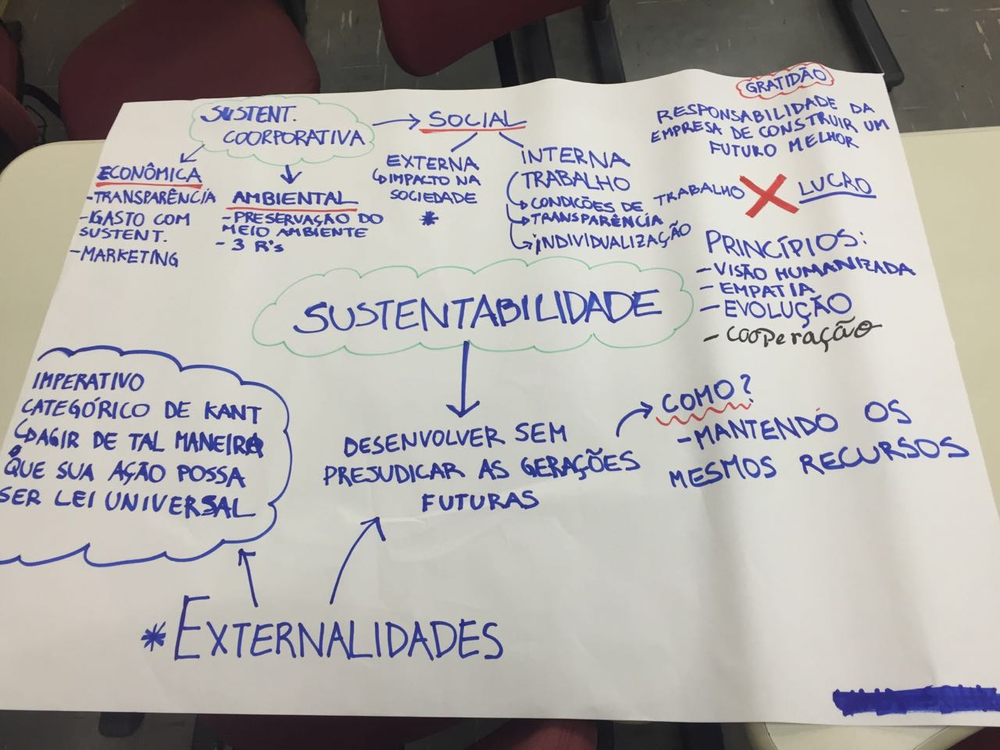 SUSTENT.
COORPORATIVA
ECONÔMICA
-TRANSPARÊNCIA
-GASTO COM
SUSTENT.
-MARKETING
AMBIENTAL
-PRESERVAÇÃO DO
MEIO AMBIENTE
- 3 R's
SOCIAL
EXTERNA
IMPACTO NA
SOCIEDADE
*
INTERNA
TRABALHO
CONDIÇÕES DE TRABALHO
TRANSPARÊNCIA
INDIVIDUALIZAÇÃO
GRATIDÃO
RESPONSABILIDADE DA
EMPRESA DE CONSTRUIR UM
FUTURO MELHOR
LUCRO
PRINCÍPIOS:
-VISÃO HUMANIZADA
-EMPATIA
-EVOLUÇÃO
-cooperação
SUSTENTABILIDADE
DESENVOLVER SEM
PREJUDICAR AS GERAÇÕES
FUTURAS
COMO?
-MANTENDO OS
MESMOS RECURSOS
IMPERATIVO
CATEGÓRICO DE KANT
AGIR DE TAL MANEIRA
QUE SUA AÇÃO POSSA
SER LEI UNIVERSAL
* EXTERNALIDADES